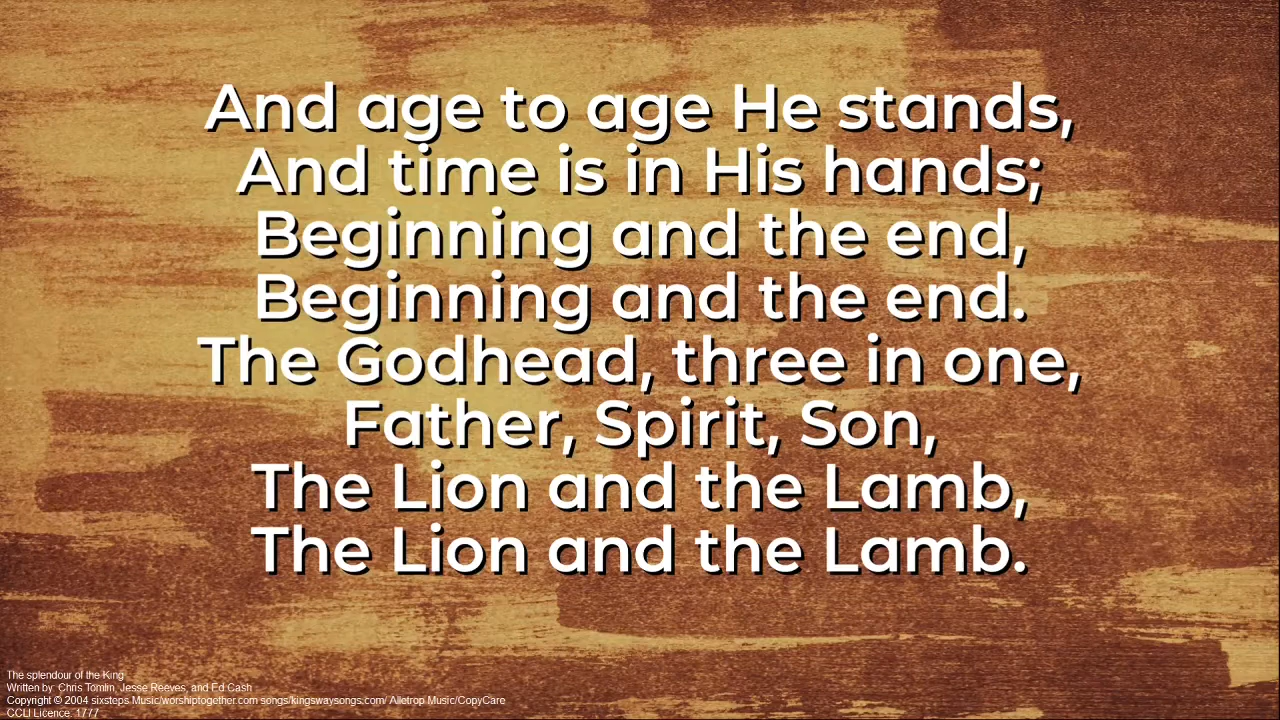 And age to age He stands,
And time is in His hands;
Beginning and the end,
Beginning and the end.
The Godhead, three in one,
Father, Spirit, Son,
The Lion and the Lamb,
The Lion and the Lamb.
The splendour of the King
Written by: Chris Tomlin, Jesse Reeves, and Ed Cash
Copyright © 2004 sixsteps Music/worshiptogether.com songs/kingswaysongs.com/ Alletrop Music/CopyCare
CCLI Licence: 1777